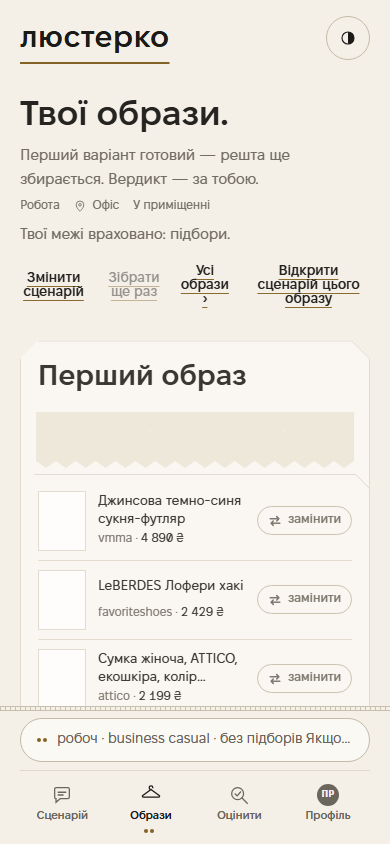 люстерко
Твої образи.
Перший варіант готовий — решта ще
збирається. Вердикт — за тобою.
Робота Офіс У приміщенні
Твої межі враховано: підбори.
Змінити
сценарій
Зібрати
ще раз
Усі
образи
›
Відкрити
сценарій цього
образу
Перший образ
Джинсова темно-синя
сукня-футляр
vmma · 4 890 ₴
замінити
LeBERDES Лофери хакі
favoriteshoes · 2 429 ₴
замінити
Сумка жіноча, ATTICO,
екошкіра, колір...
attico · 2 199 ₴
замінити
робоч · business casual · без підборів Якщо...
Сценарій Образи Оцінити ПР Профіль